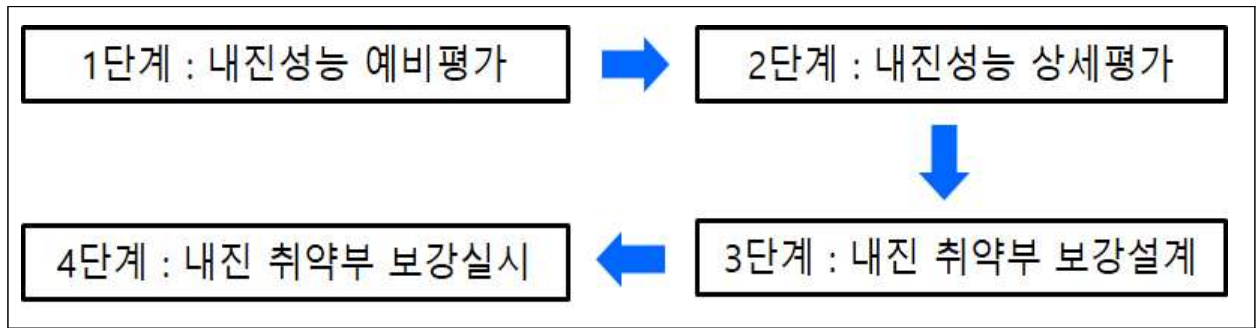 1단계 : 내진성능 예비평가
2단계 : 내진성능 상세평가
3단계 : 내진 취약부 보강설계
4단계 : 내진 취약부 보강실시